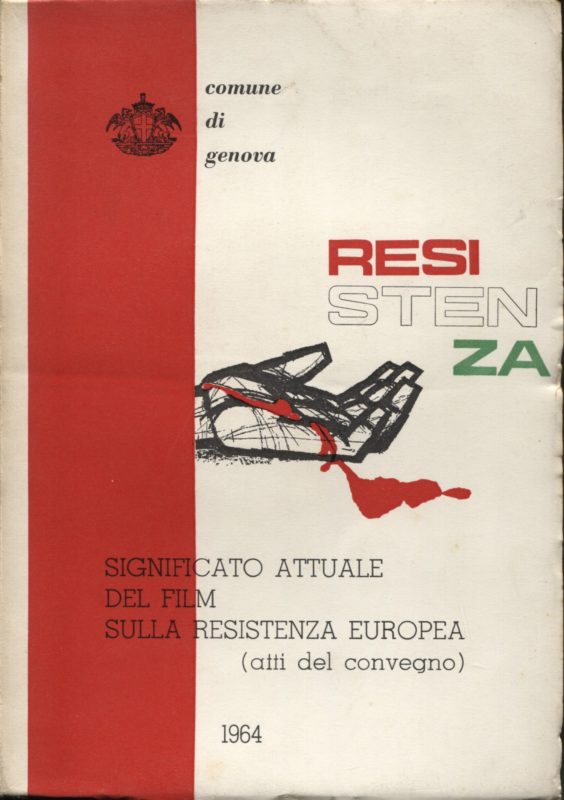 comune
di
genova
RESI
STEN
ZA
SIGNIFICATO ATTUALE
DEL FILM
SULLA RESISTENZA EUROPEA
(atti del convegno)
1964